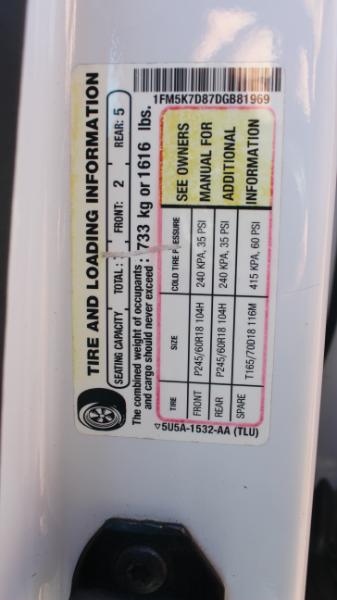 1FM5K7D87DGB81969
TIRE AND LOADING INFORMATION
SEATING CAPACITY TOTAL: FRONT: 2 REAR: 5
The combined weight of occupants and cargo should never exceed: 733 kg or 1616 lbs.
TIRE SIZE COLD TIRE PRESSURE SEE OWNERS
FRONT P245/60R18 104H 240 KPA, 35 PSI MANUAL FOR
REAR P245/60R18 104H 240 KPA, 35 PSI ADDITIONAL
SPARE T165/70D18 116M 415 KPA, 60 PSI INFORMATION
▽5U5A-1532-AA (TLU)